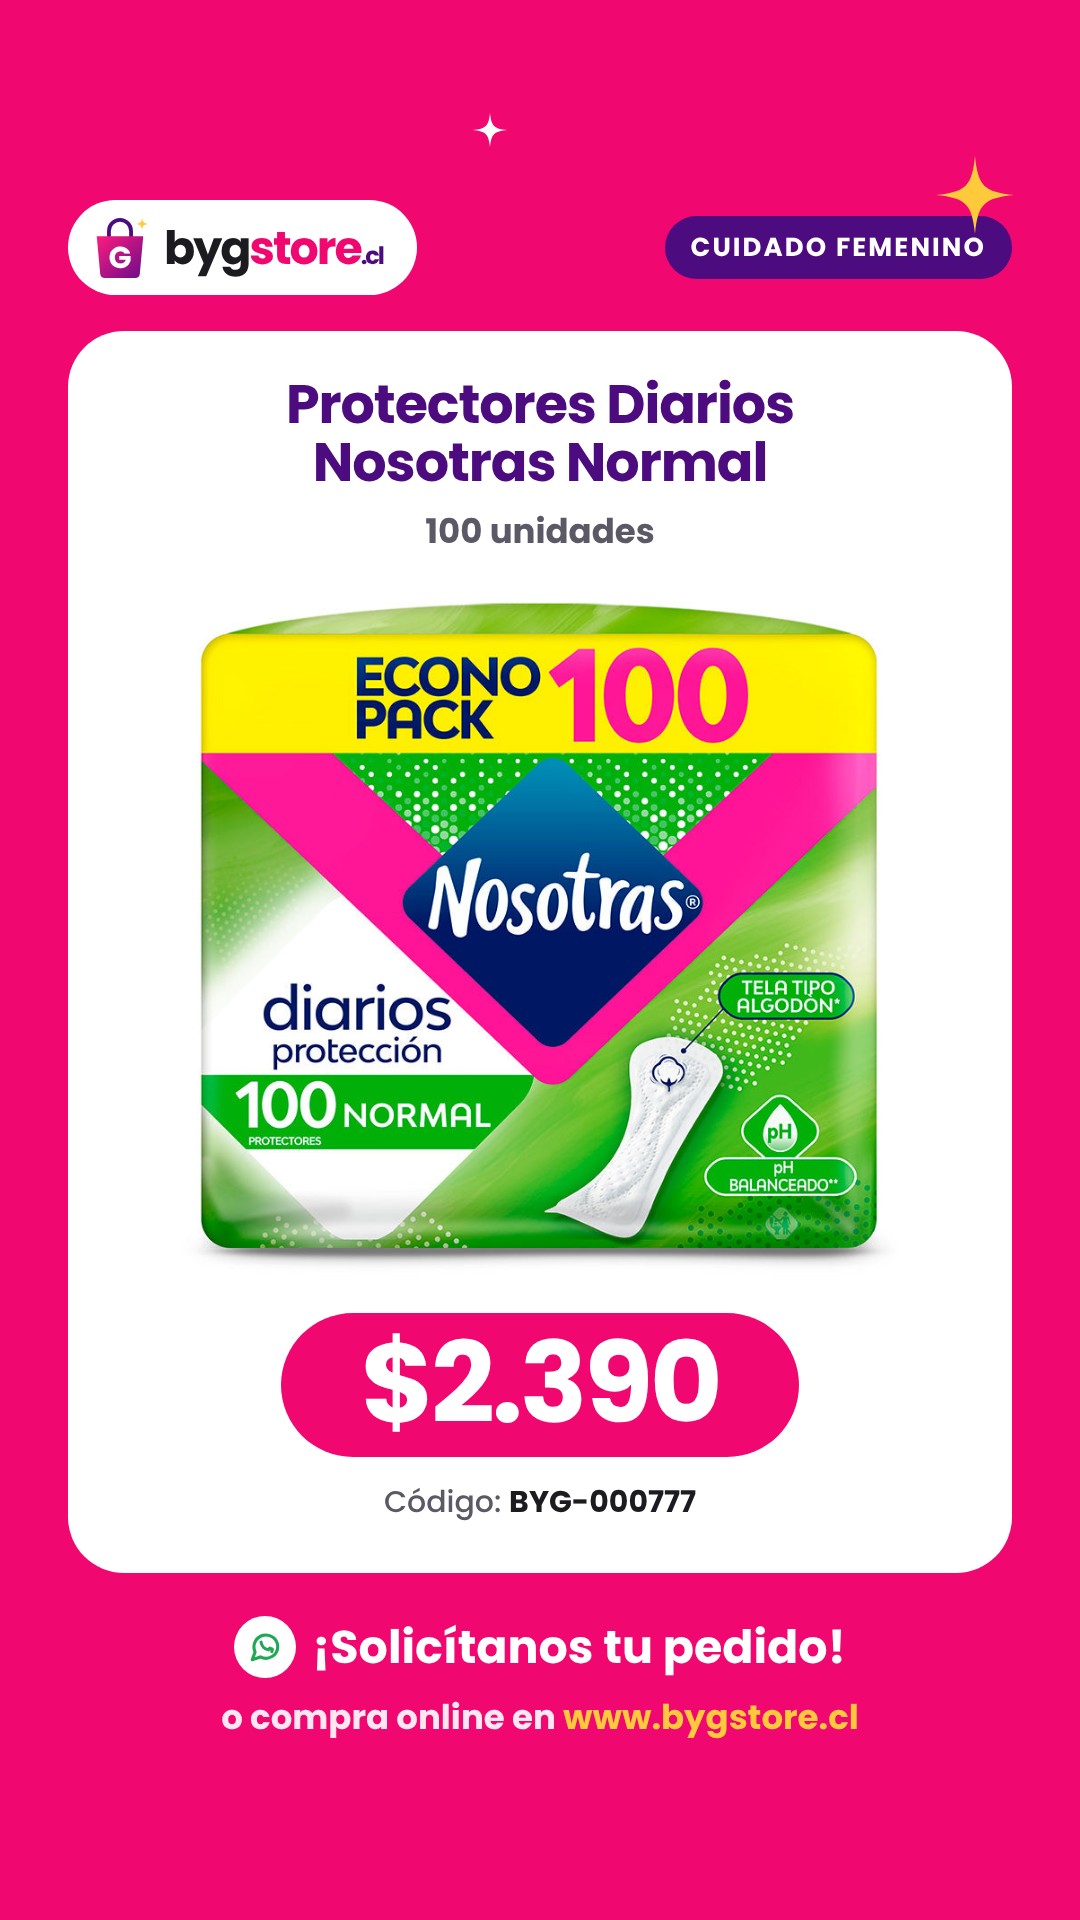 G bygstore.cl
CUIDADO FEMENINO
Protectores Diarios
Nosotras Normal
100 unidades
ECONO
PACK
100
Nosotras®
diarios
protección
100 NORMAL
PROTECTORES
TELA TIPO
ALGODÓN*
pH
pH
BALANCEADO**
$2.390
Código: BYG-000777
¡Solicítanos tu pedido!
o compra online en www.bygstore.cl